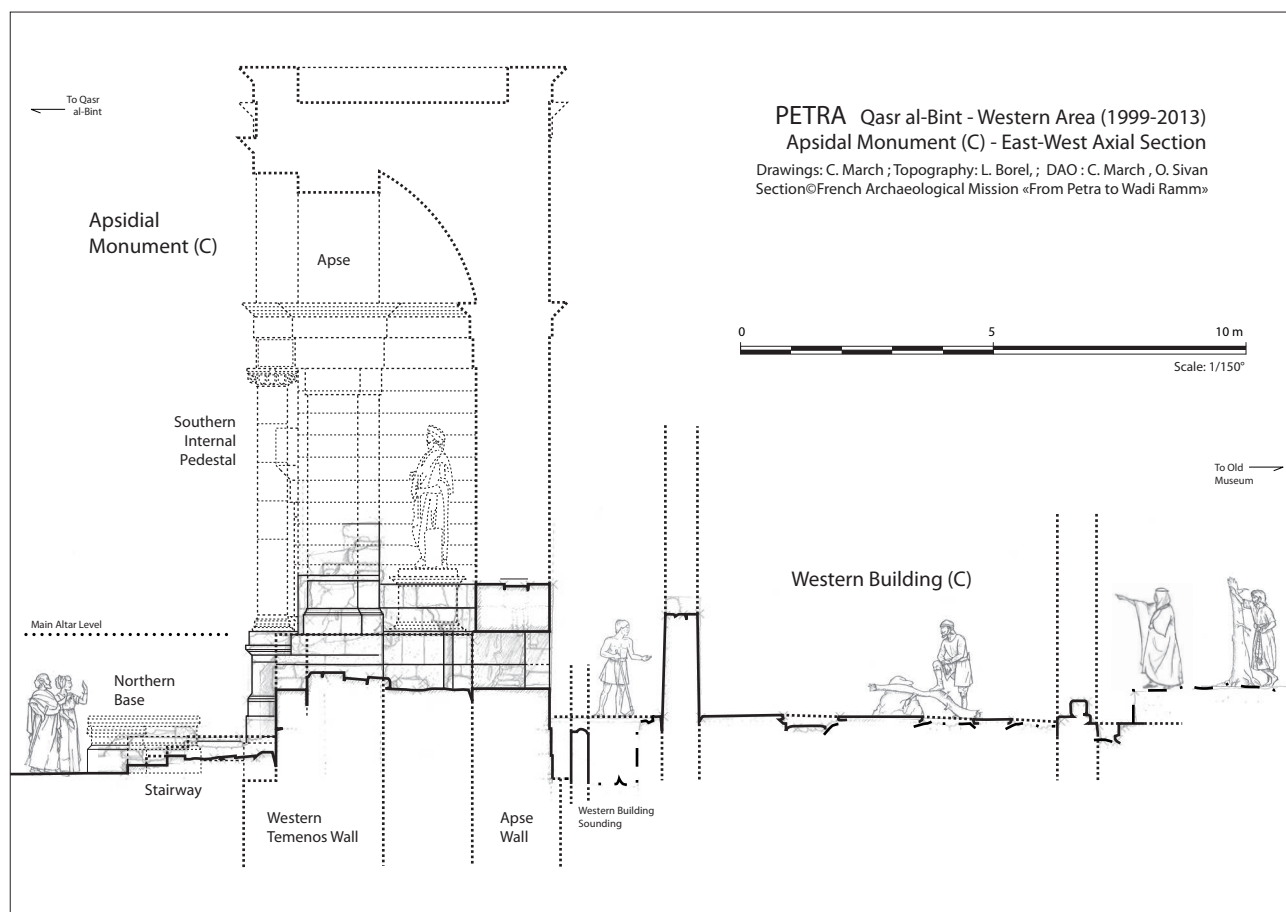 To Qasr
al-Bint
PETRA Qasr al-Bint - Western Area (1999-2013)
Apsidal Monument (C) - East-West Axial Section
Drawings: C. March ; Topography: L. Borel, ; DAO : C. March , O. Sivan
Section©French Archaeological Mission «From Petra to Wadi Ramm»
Apsidial
Monument (C)
Apse
0 5 10 m
Scale: 1/150°
Southern
Internal
Pedestal
To Old
Museum
Western Building (C)
Main Altar Level
Northern
Base
Stairway
Western
Temenos Wall
Apse
Wall
Western Building
Sounding